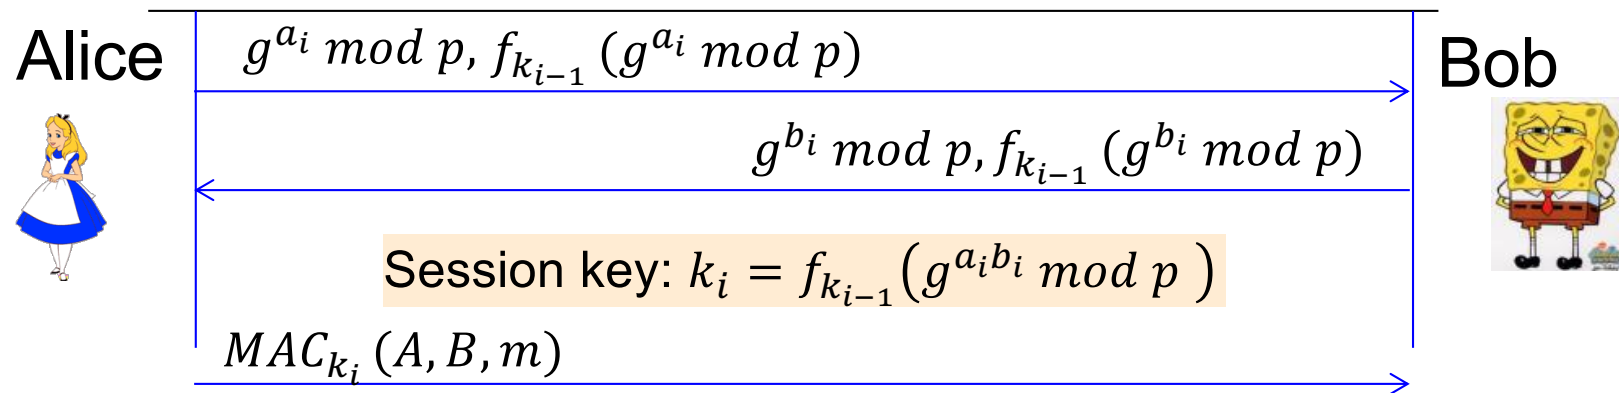 Alice
g^{a_i} mod p, f_{k_{i-1}} (g^{a_i} mod p)
Bob
g^{b_i} mod p, f_{k_{i-1}} (g^{b_i} mod p)
Session key: k_i = f_{k_{i-1}}(g^{a_i b_i} mod p )
MAC_{k_i} (A, B, m)